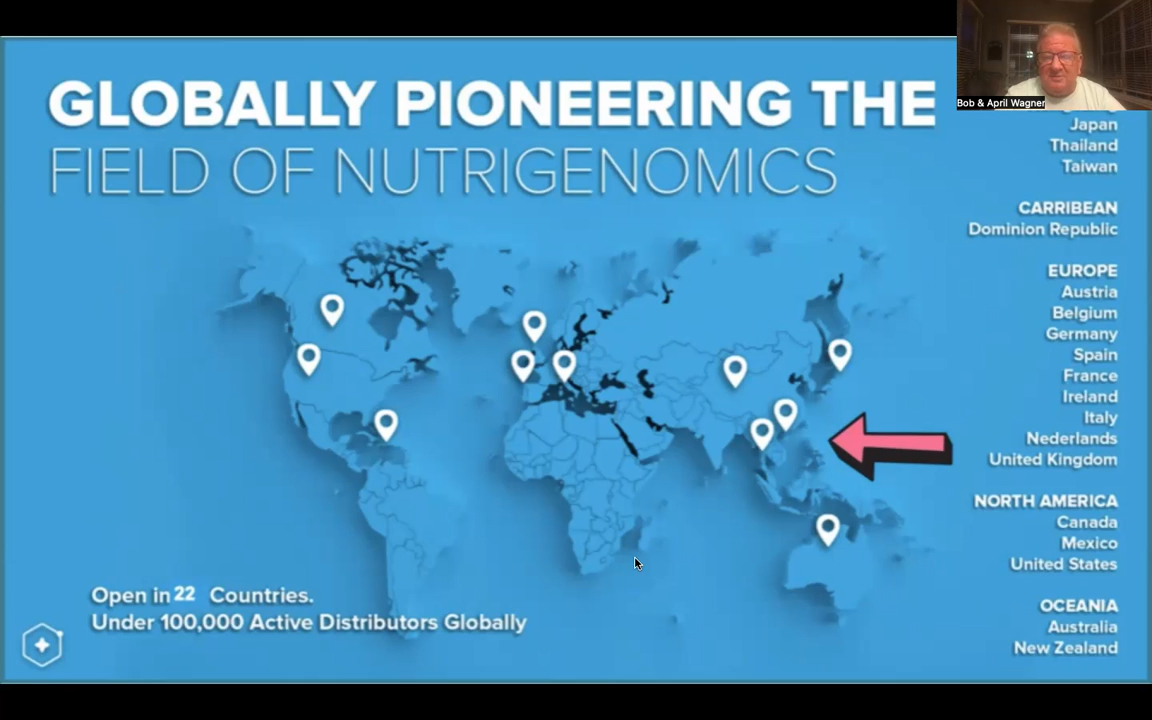 GLOBALLY PIONEERING THE
FIELD OF NUTRIGENOMICS
Bob & April Wagner
Japan
Thailand
Taiwan
CARRIBEAN
Dominion Republic
EUROPE
Austria
Belgium
Germany
Spain
France
Ireland
Italy
Nederlands
United Kingdom
NORTH AMERICA
Canada
Mexico
United States
OCEANIA
Australia
New Zealand
Open in 22 Countries.
Under 100,000 Active Distributors Globally